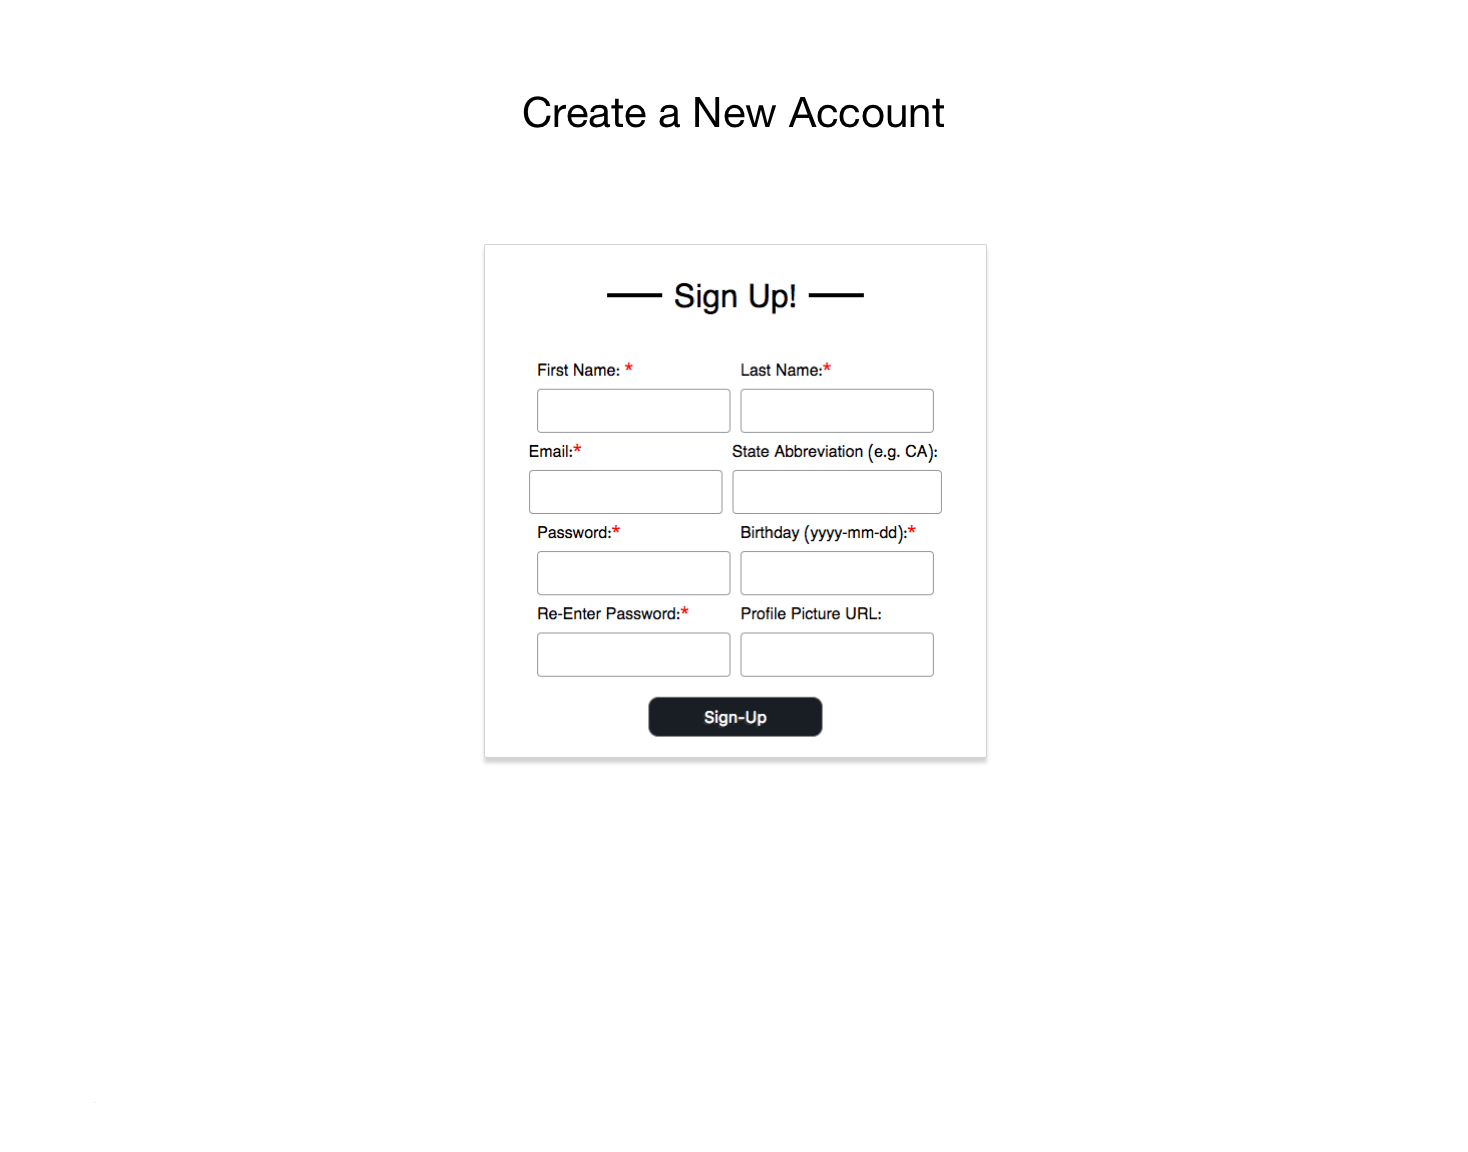 Create a New Account
Sign Up!
First Name: * Last Name:*
Email:* State Abbreviation (e.g. CA):
Password:* Birthday (yyyy-mm-dd):*
Re-Enter Password:* Profile Picture URL:
Sign-Up